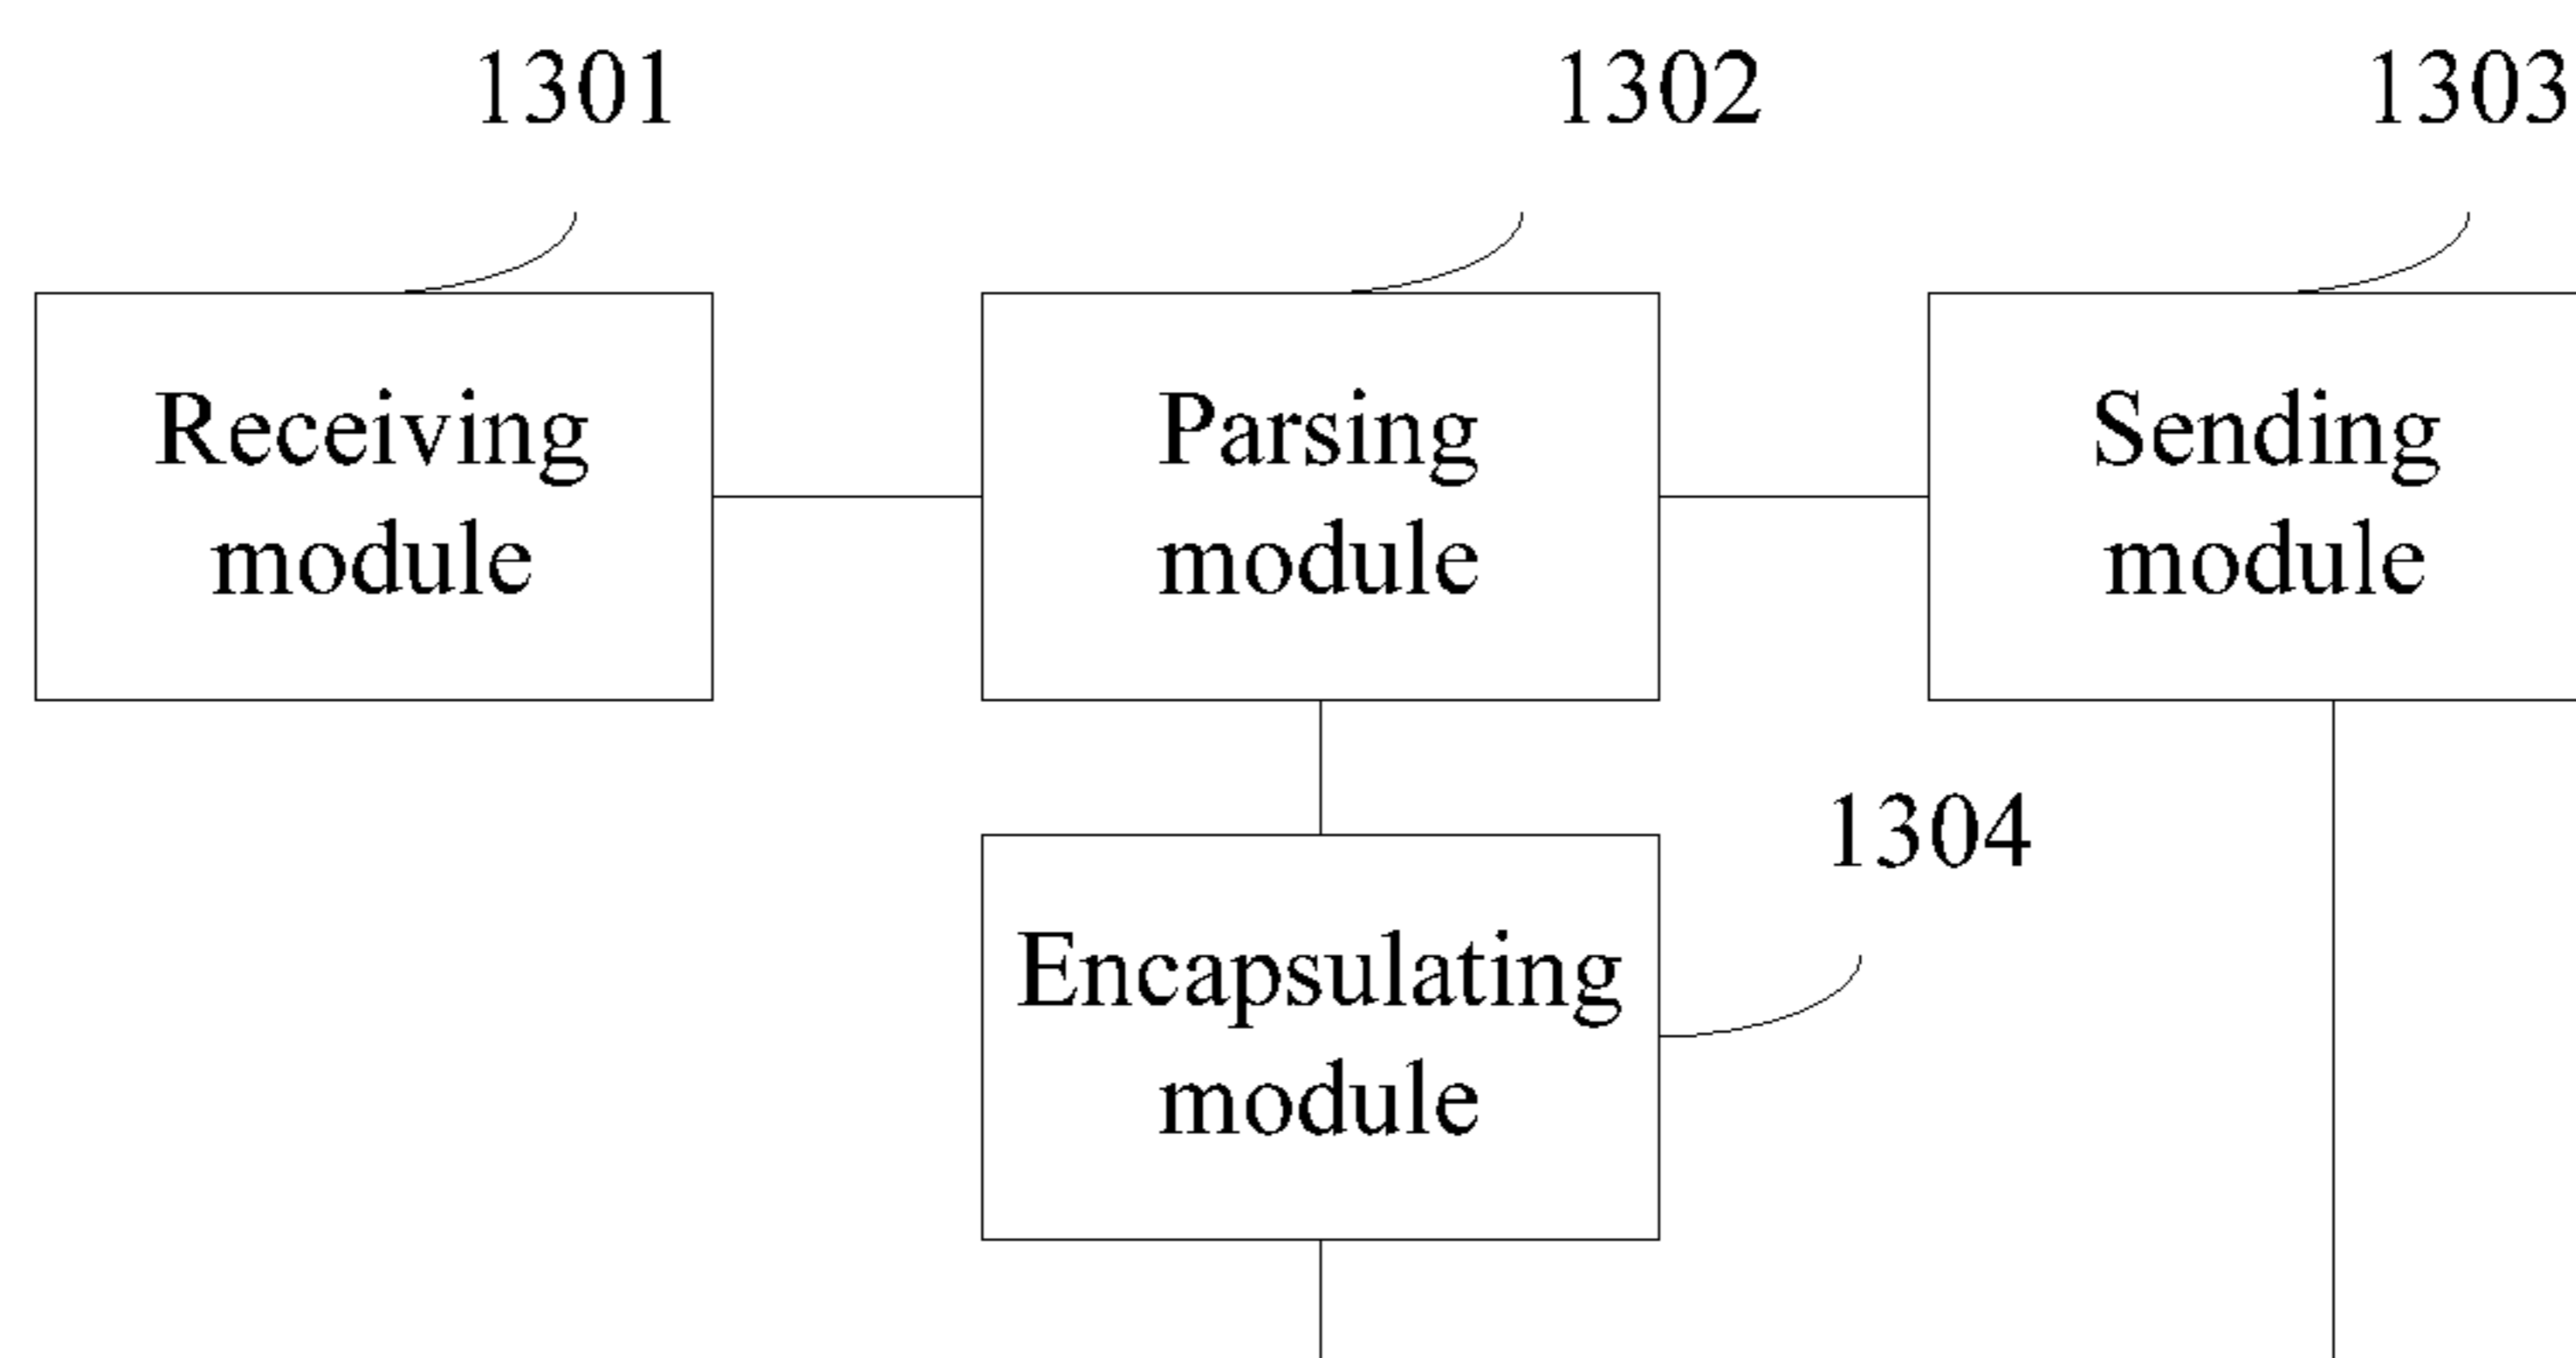 1301
1302
1303
Receiving
module
Parsing
module
Sending
module
1304
Encapsulating
module